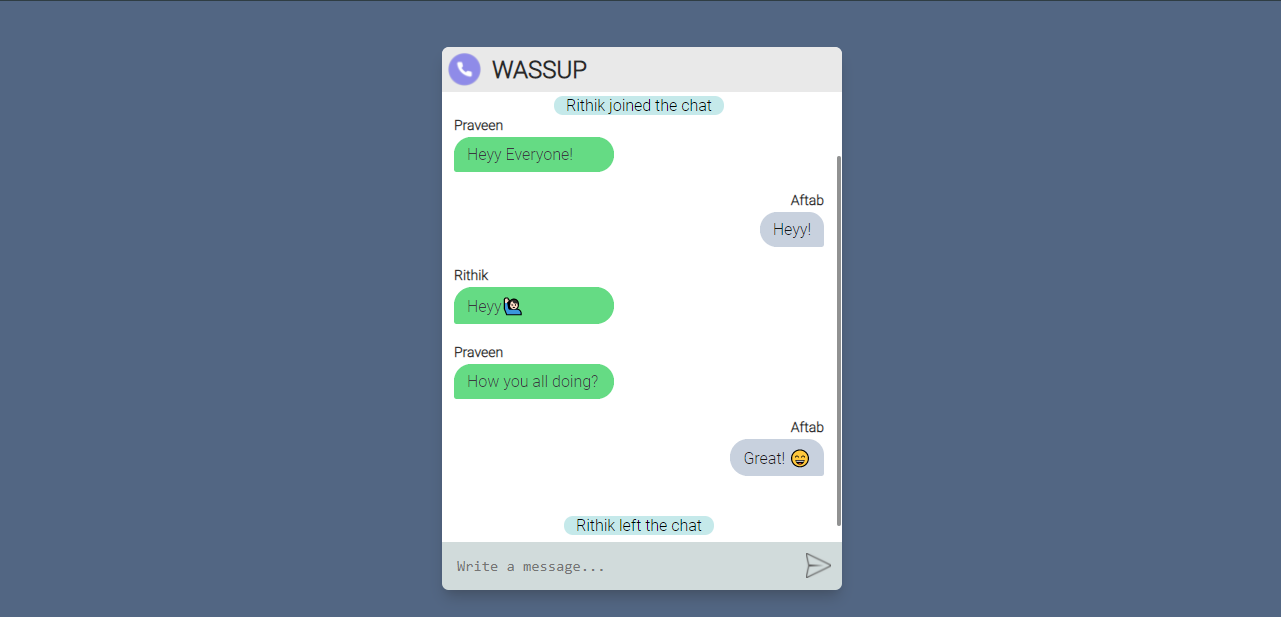 WASSUP
Rithik joined the chat
Praveen
Heyy Everyone!
Aftab
Heyy!
Rithik
Heyy🙋🏻
Praveen
How you all doing?
Aftab
Great! 😄
Rithik left the chat
Write a message...